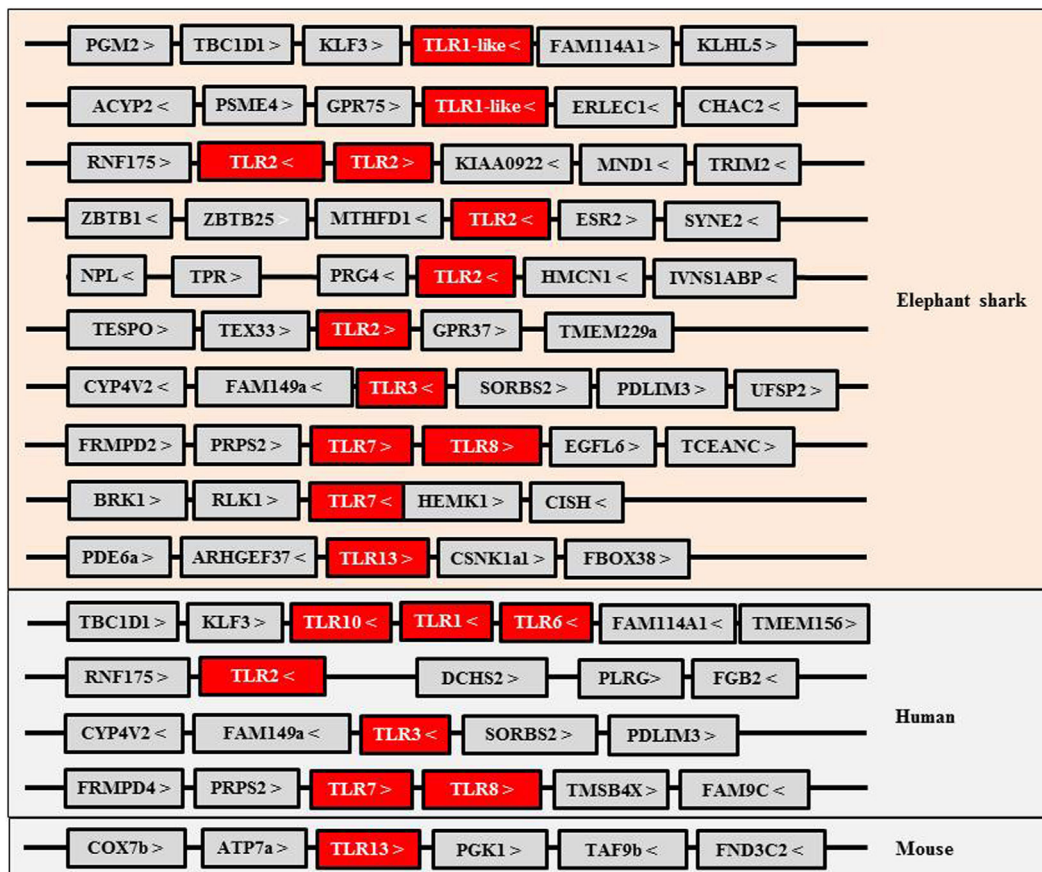 PGM2 > TBC1D1 > KLF3 > TLR1-like < FAM114A1 > KLHL5 >
ACYP2 < PSME4 > GPR75 > TLR1-like < ERLEC1< CHAC2 <
RNF175 > TLR2 < TLR2 > KIAA0922 < MND1 < TRIM2 <
ZBTB1 < ZBTB25 > MTHFD1 < TLR2 < ESR2 > SYNE2 <
NPL < TPR > PRG4 < TLR2 < HMCN1 < IVNS1ABP <
Elephant shark
TESPO > TEX33 > TLR2 > GPR37 > TMEM229a
CYP4V2 < FAM149a < TLR3 < SORBS2 > PDLIM3 > UFSP2 >
FRMPD2 > PRPS2 > TLR7 > TLR8 > EGFL6 > TCEANC >
BRK1 > RLK1 > TLR7 < HEMK1 > CISH <
PDE6a > ARHGEF37 < TLR13 > CSNK1a1 > FBOX38 >
TBC1D1 > KLF3 > TLR10 < TLR1 < TLR6 < FAM114A1 < TMEM156 >
RNF175 > TLR2 < DCHS2 > PLRG> FGB2 <
Human
CYP4V2 < FAM149a < TLR3 < SORBS2 > PDLIM3 >
FRMPD4 > PRPS2 > TLR7 > TLR8 > TMSB4X > FAM9C <
COX7b > ATP7a > TLR13 > PGK1 > TAF9b < FND3C2 < Mouse